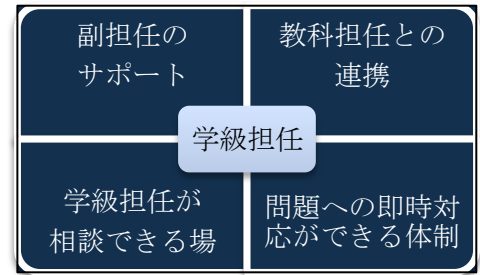 副担任の
サポート
教科担任との
連携
学級担任
学級担任が
相談できる場
問題への即時対
応ができる体制